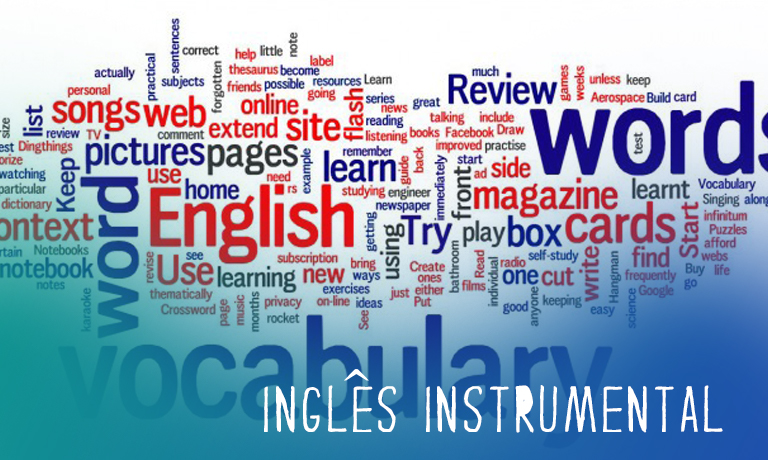 sentences
correct
help little
note
label
actually
practical
thesaurus become
personal
subjects
forgotten
friends possible
resources Learn
going
much
Review
games
weeks
unless keep
Aerospace Build card
size
list
songs web
online
flash
series
news
great
words
review TV
comment
extend site
reading
talking include
listening books Facebook Draw
improved practise
test
Dingthings
pictures pages
example
remember
learn
guide
back
immediately
start
ad side
front
watching
Keep
use
home
need
rs
studying engineer
newspaper
magazine
learnt
Vocabulary
Singing along
particular
dictionary
word
English
getting
using
Try
play box cards
Start
infinitum
Puzzles
afford
webs
life
Notebooks
notebook
notes
revise
see
Use learning
subscription
new
bring
ways
Create
ones
either
Put
bathroom
films
Read
individual
radio
self-study
one cut
write
Hangman
find
frequently
Google
Buy
go
karaoke
thematically
Crossword
page
music
months
privacy
rocket
on-line
exercises
ideas
See
just
good
anyone
keeping
easy
science
vocabulary
INGLÊS INSTRUMENTAL